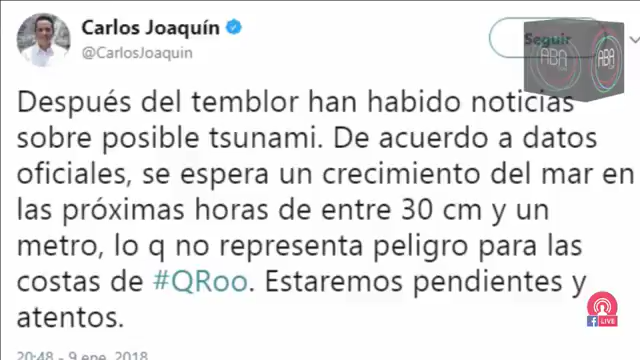 Carlos Joaquín
@CarlosJoaquin
Seguir
ABA
ABA
Después del temblor han habido noticias
sobre posible tsunami. De acuerdo a datos
oficiales, se espera un crecimiento del mar en
las próximas horas de entre 30 cm y un
metro, lo q no representa peligro para las
costas de #QRoo. Estaremos pendientes y
atentos.
20:48 - 9 ene. 2018
f LIVE